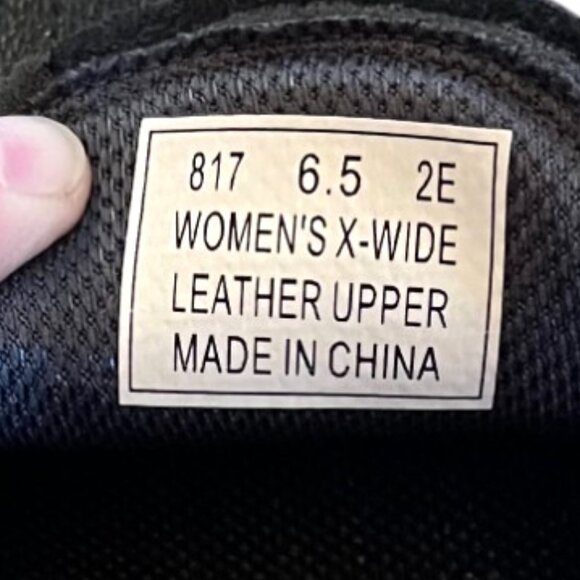 817 6.5 2E
WOMEN'S X-WIDE
LEATHER UPPER
MADE IN CHINA